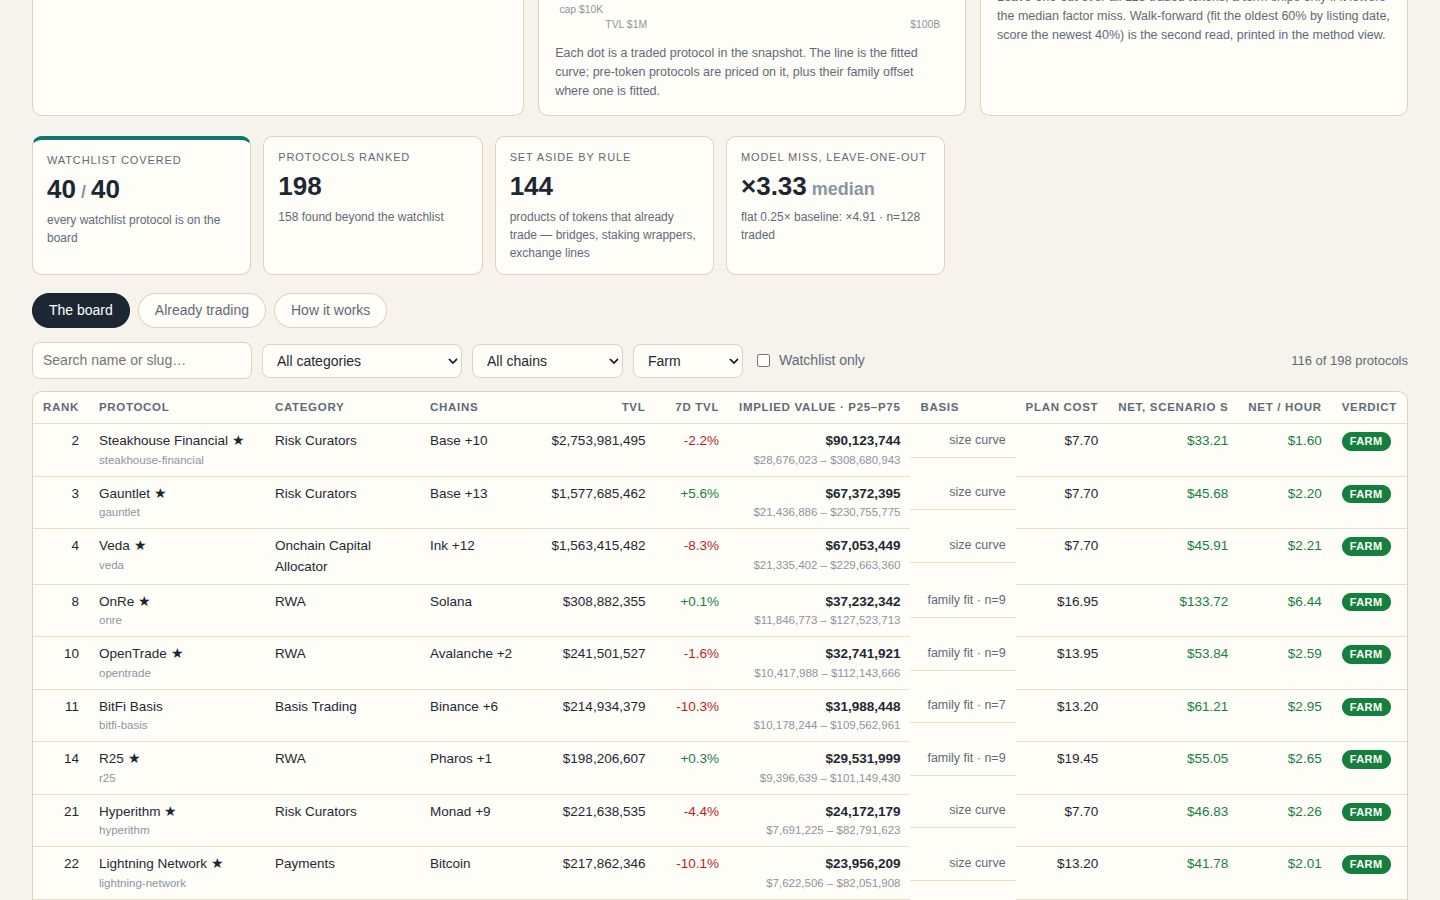 cap $10K
TVL $1M $100B
Each dot is a traded protocol in the snapshot. The line is the fitted
curve; pre-token protocols are priced on it, plus their family offset
where one is fitted.
the median factor miss. Walk-forward (fit the oldest 60% by listing date,
score the newest 40%) is the second read, printed in the method view.
WATCHLIST COVERED
40 / 40
every watchlist protocol is on the
board
PROTOCOLS RANKED
198
158 found beyond the watchlist
SET ASIDE BY RULE
144
products of tokens that already
trade — bridges, staking wrappers,
exchange lines
MODEL MISS, LEAVE-ONE-OUT
×3.33 median
flat 0.25× baseline: ×4.91 · n=128
traded
The board Already trading How it works
Search name or slug… All categories All chains Farm Watchlist only 116 of 198 protocols
RANK PROTOCOL CATEGORY CHAINS TVL 7D TVL IMPLIED VALUE · P25–P75 BASIS PLAN COST NET, SCENARIO S NET / HOUR VERDICT
2 Steakhouse Financial ★ Risk Curators Base +10 $2,753,981,495 -2.2% $90,123,744 size curve $7.70 $33.21 $1.60 FARM
steakhouse-financial $28,676,023 – $308,680,943
3 Gauntlet ★ Risk Curators Base +13 $1,577,685,462 +5.6% $67,372,395 size curve $7.70 $45.68 $2.20 FARM
gauntlet $21,436,886 – $230,755,775
4 Veda ★ Onchain Capital Ink +12 $1,563,415,482 -8.3% $67,053,449 size curve $7.70 $45.91 $2.21 FARM
veda Allocator $21,335,402 – $229,663,360
8 OnRe ★ RWA Solana $308,882,355 +0.1% $37,232,342 family fit · n=9 $16.95 $133.72 $6.44 FARM
onre $11,846,773 – $127,523,713
10 OpenTrade ★ RWA Avalanche +2 $241,501,527 -1.6% $32,741,921 family fit · n=9 $13.95 $53.84 $2.59 FARM
opentrade $10,417,988 – $112,143,666
11 BitFi Basis Basis Trading Binance +6 $214,934,379 -10.3% $31,988,448 family fit · n=7 $13.20 $61.21 $2.95 FARM
bitfi-basis $10,178,244 – $109,562,961
14 R25 ★ RWA Pharos +1 $198,206,607 +0.3% $29,531,999 family fit · n=9 $19.45 $55.05 $2.65 FARM
r25 $9,396,639 – $101,149,430
21 Hyperithm ★ Risk Curators Monad +9 $221,638,535 -4.4% $24,172,179 size curve $7.70 $46.83 $2.26 FARM
hyperithm $7,691,225 – $82,791,623
22 Lightning Network ★ Payments Bitcoin $217,862,346 -10.1% $23,956,209 size curve $13.20 $41.78 $2.01 FARM
lightning-network $7,622,506 – $82,051,908